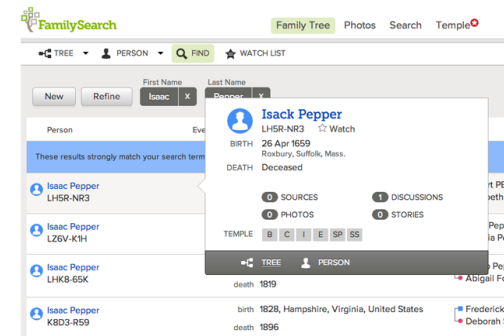 FamilySearch
Family Tree Photos Search Temple
TREE PERSON FIND WATCH LIST
First Name Last Name
New Refine Isaac X Pepper X
Person
These results strongly match your search term
Isaac Pepper
LH5R-NR3
Isaac Pepper
LZ6V-K1H
Isaac Pepper
LHK8-65K
Isaac Pepper
K8D3-R59
Isack Pepper
LH5R-NR3 Watch
BIRTH 26 Apr 1659
Roxbury, Suffolk, Mass.
DEATH Deceased
0 SOURCES 1 DISCUSSIONS
0 PHOTOS 0 STORIES
TEMPLE B C I E SP SS
TREE PERSON
death 1819
birth 1828, Hampshire, Virginia, United States
death 1896
Abigail Fo
Frederick
Deborah